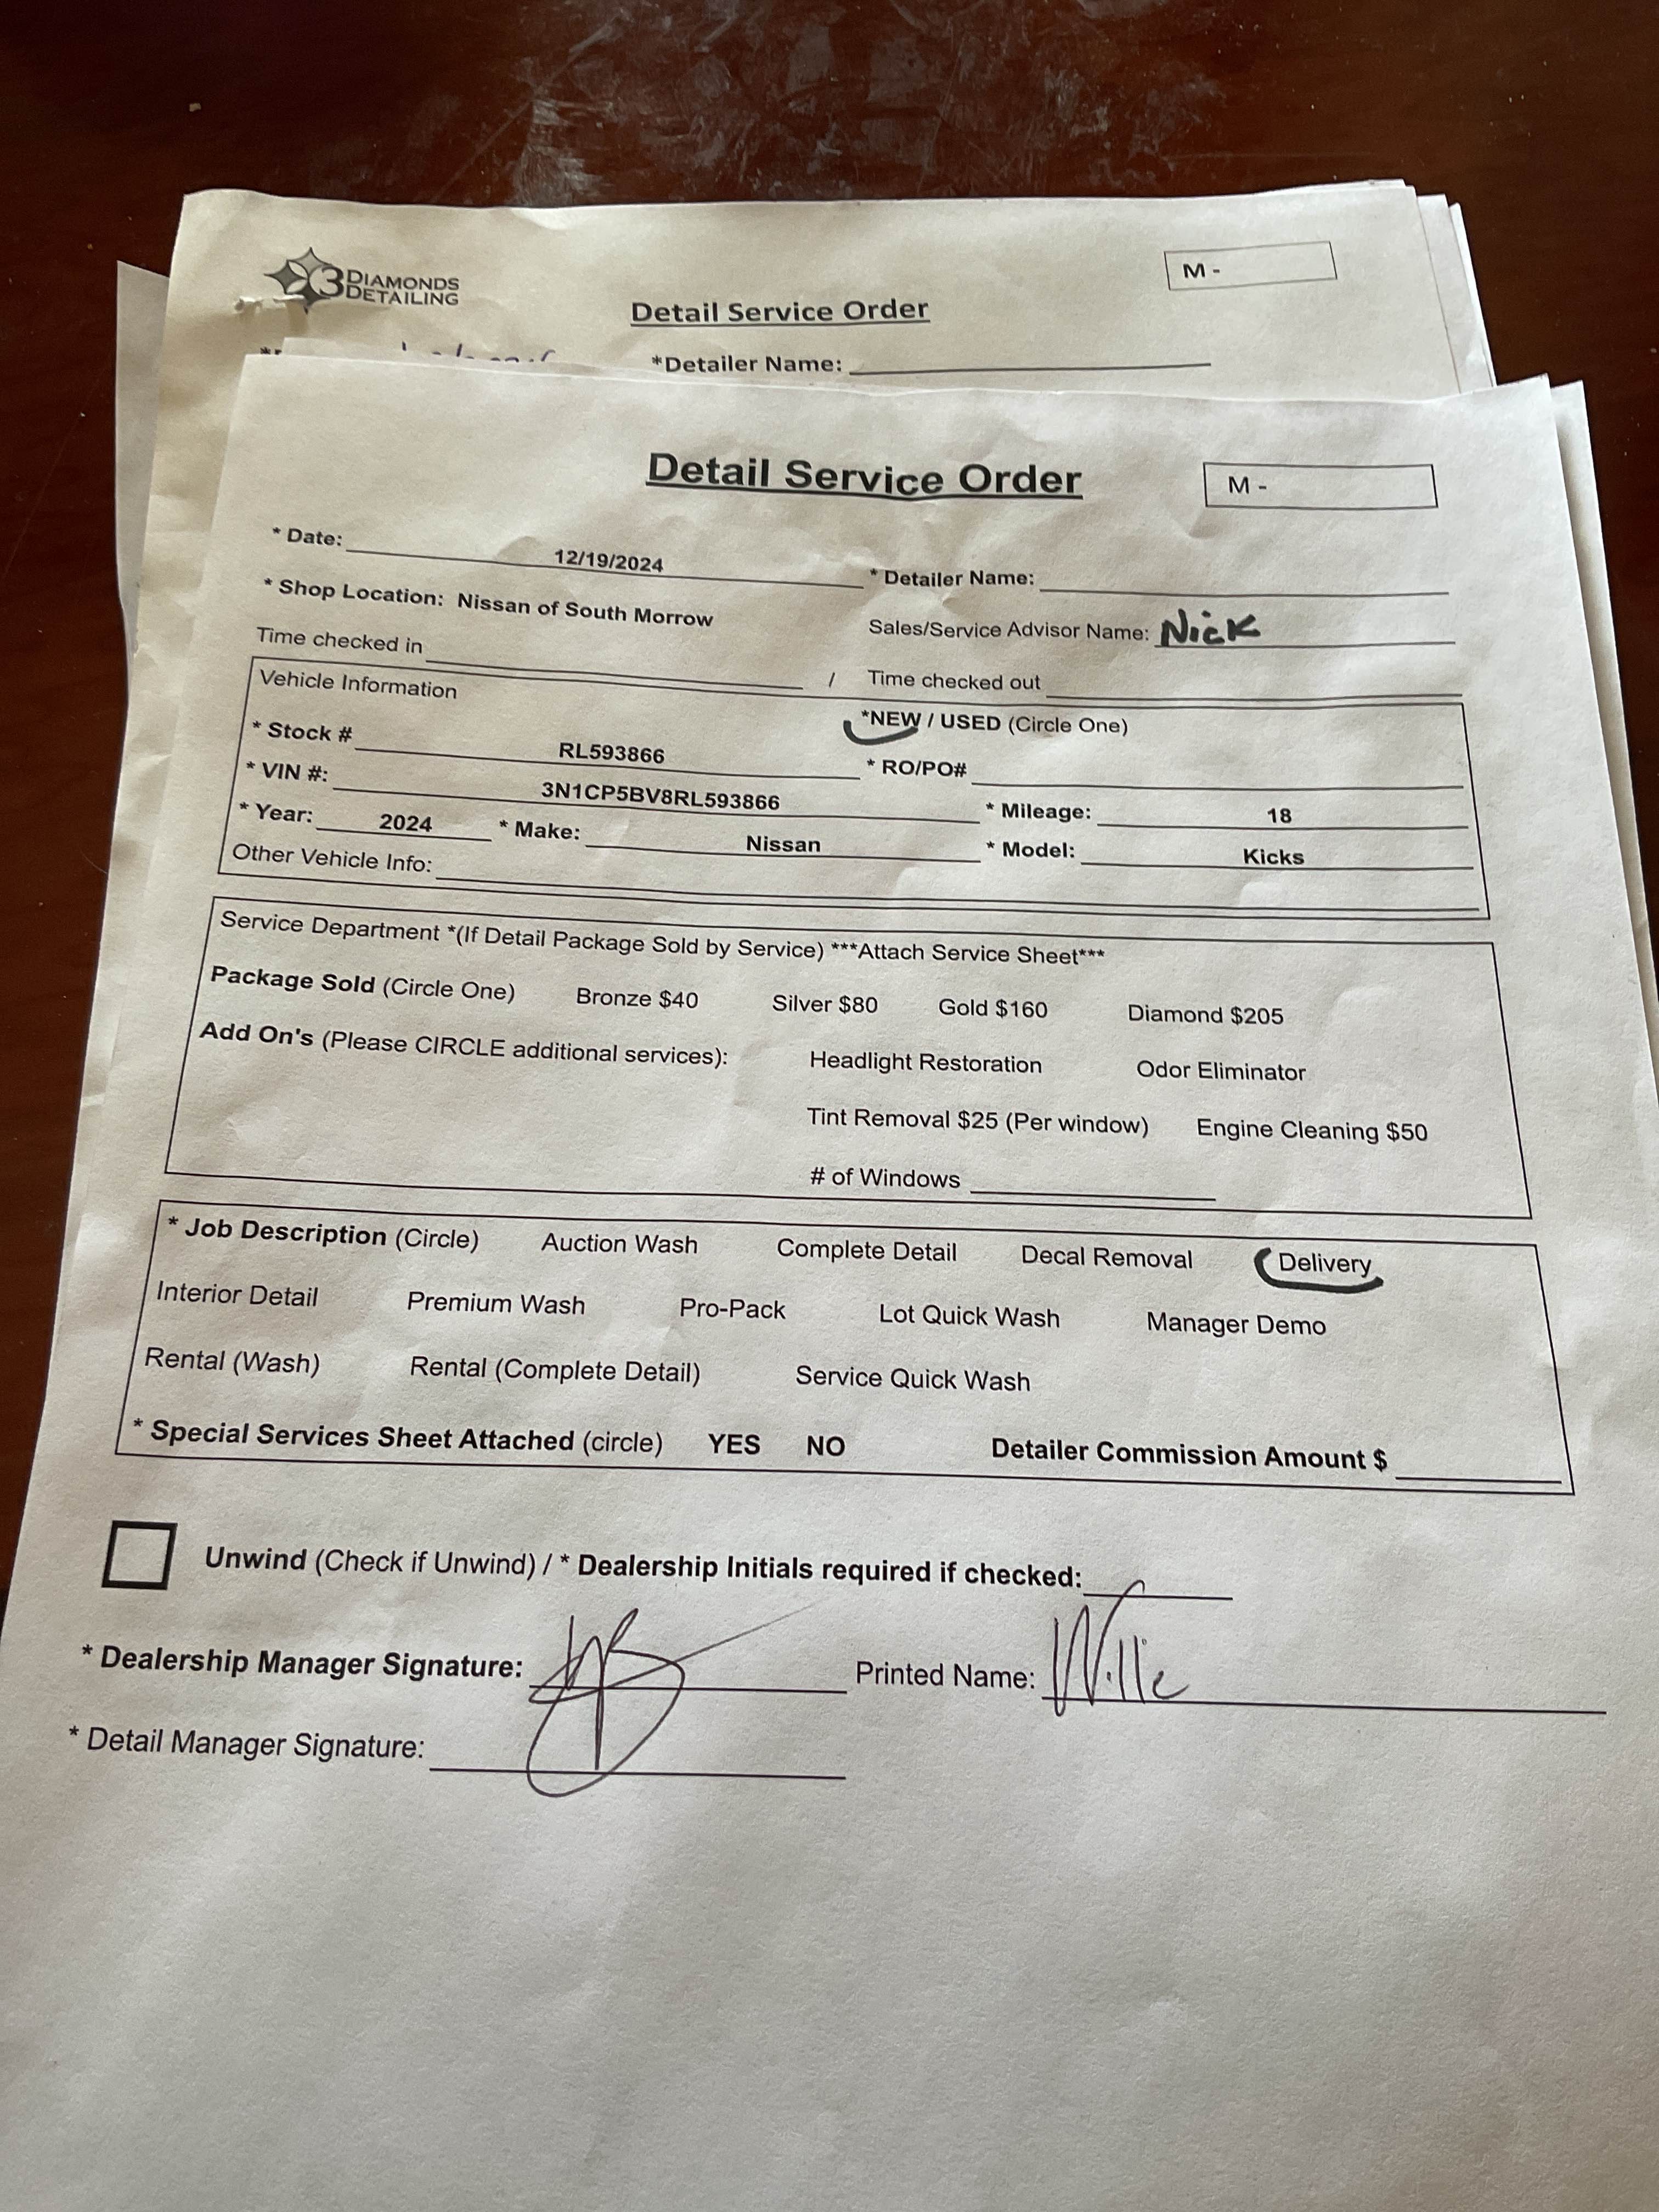 3 DIAMONDS
DETAILING
M -
Detail Service Order
*Detailer Name:
Detail Service Order
M -
* Date: 12/19/2024
* Detailer Name:
* Shop Location: Nissan of South Morrow
Sales/Service Advisor Name: Nick
Time checked in / Time checked out
Vehicle Information
*NEW / USED (Circle One)
* Stock # RL593866
* RO/PO#
* VIN #: 3N1CP5BV8RL593866
* Mileage: 18
* Year: 2024 * Make: Nissan * Model: Kicks
Other Vehicle Info:
Service Department *(If Detail Package Sold by Service) ***Attach Service Sheet***
Package Sold (Circle One) Bronze $40 Silver $80 Gold $160 Diamond $205
Add On's (Please CIRCLE additional services): Headlight Restoration Odor Eliminator
Tint Removal $25 (Per window) Engine Cleaning $50
# of Windows
* Job Description (Circle) Auction Wash Complete Detail Decal Removal Delivery
Interior Detail Premium Wash Pro-Pack Lot Quick Wash Manager Demo
Rental (Wash) Rental (Complete Detail) Service Quick Wash
* Special Services Sheet Attached (circle) YES NO Detailer Commission Amount $
Unwind (Check if Unwind) / * Dealership Initials required if checked:
* Dealership Manager Signature: Printed Name: Willie
* Detail Manager Signature: